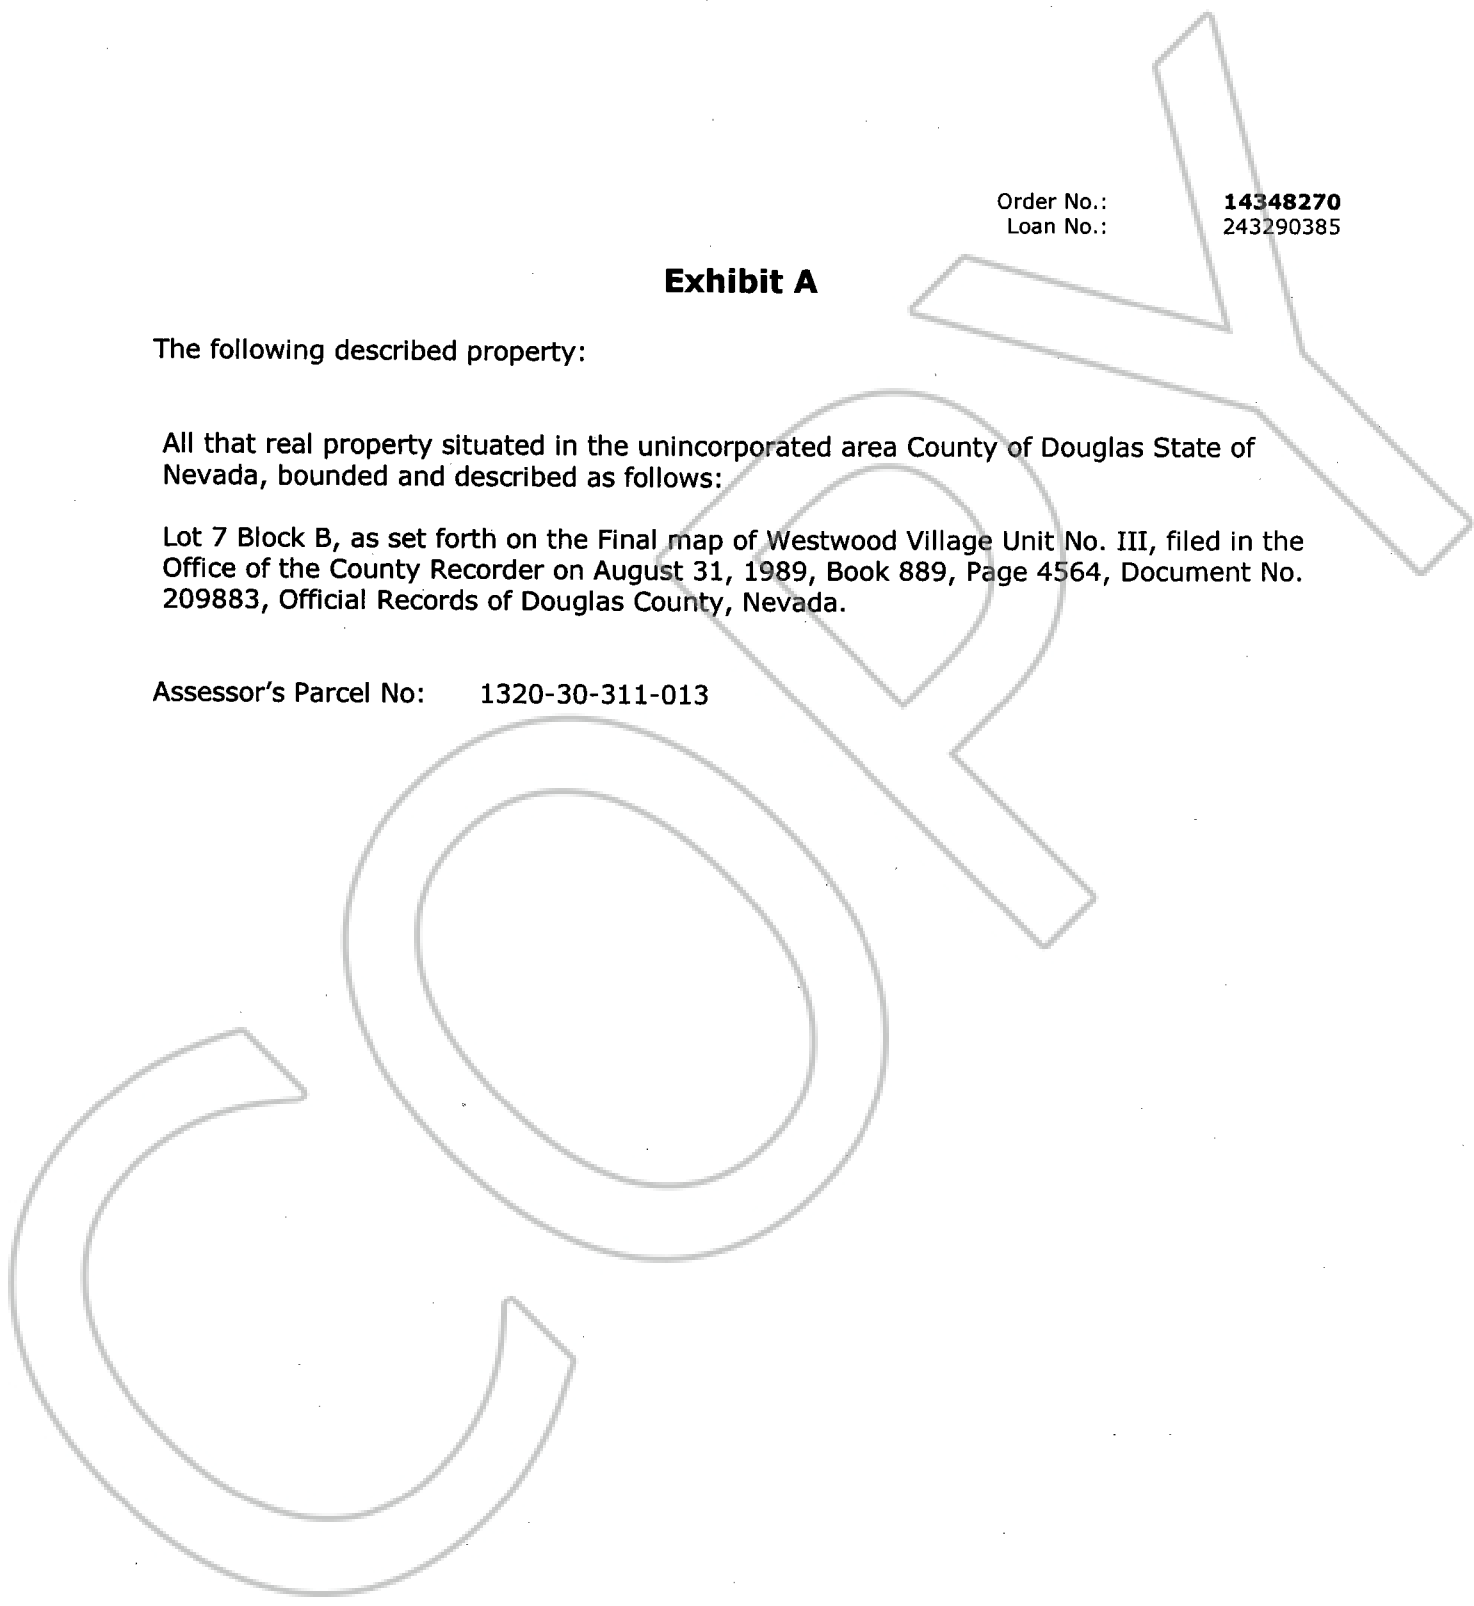 Order No.: 14348270
Loan No.: 243290385
Exhibit A
The following described property:
All that real property situated in the unincorporated area County of Douglas State of
Nevada, bounded and described as follows:
Lot 7 Block B, as set forth on the Final map of Westwood Village Unit No. III, filed in the
Office of the County Recorder on August 31, 1989, Book 889, Page 4564, Document No.
209883, Official Records of Douglas County, Nevada.
Assessor's Parcel No: 1320-30-311-013
COPY